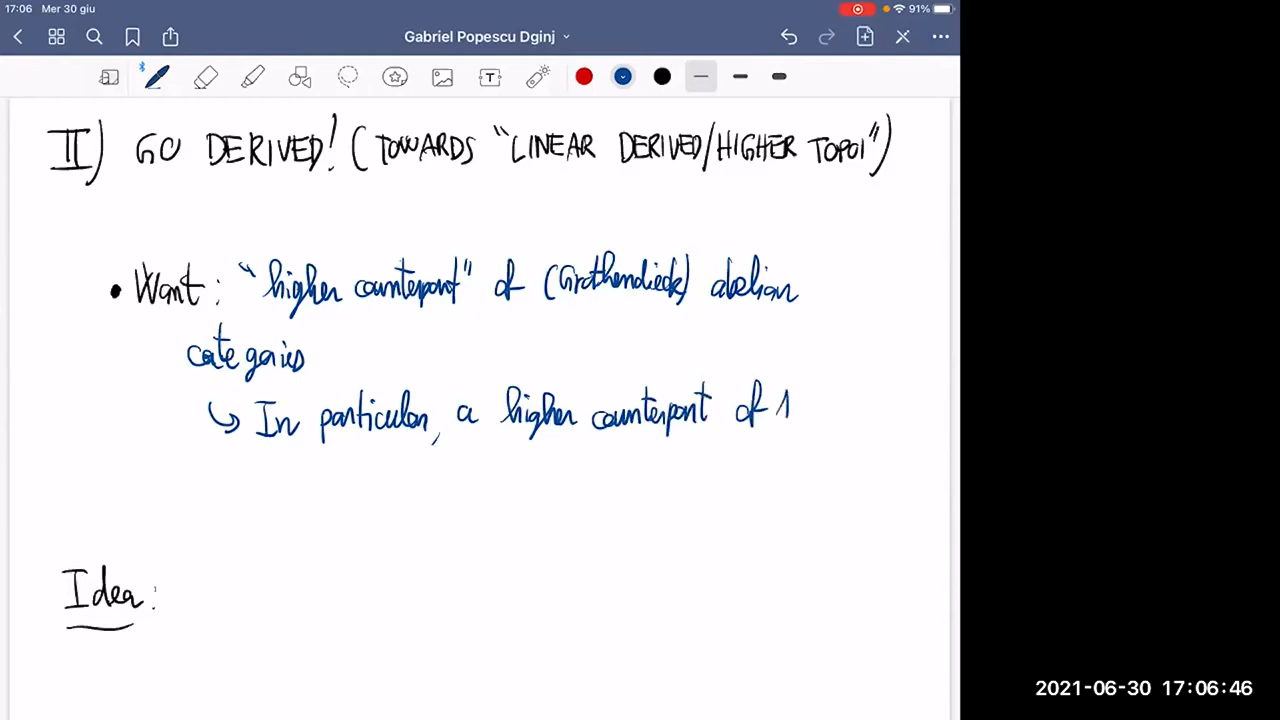 17:06 Mer 30 giu
91%
Gabriel Popescu Dginj
T
II) GO DERIVED! (TOWARDS "LINEAR DERIVED/HIGHER TOPOI")
• Want: "higher counterpart" of (Grothendieck) abelian
categories
↳ In particular, a higher counterpart of 1
Idea:
2021-06-30 17:06:46